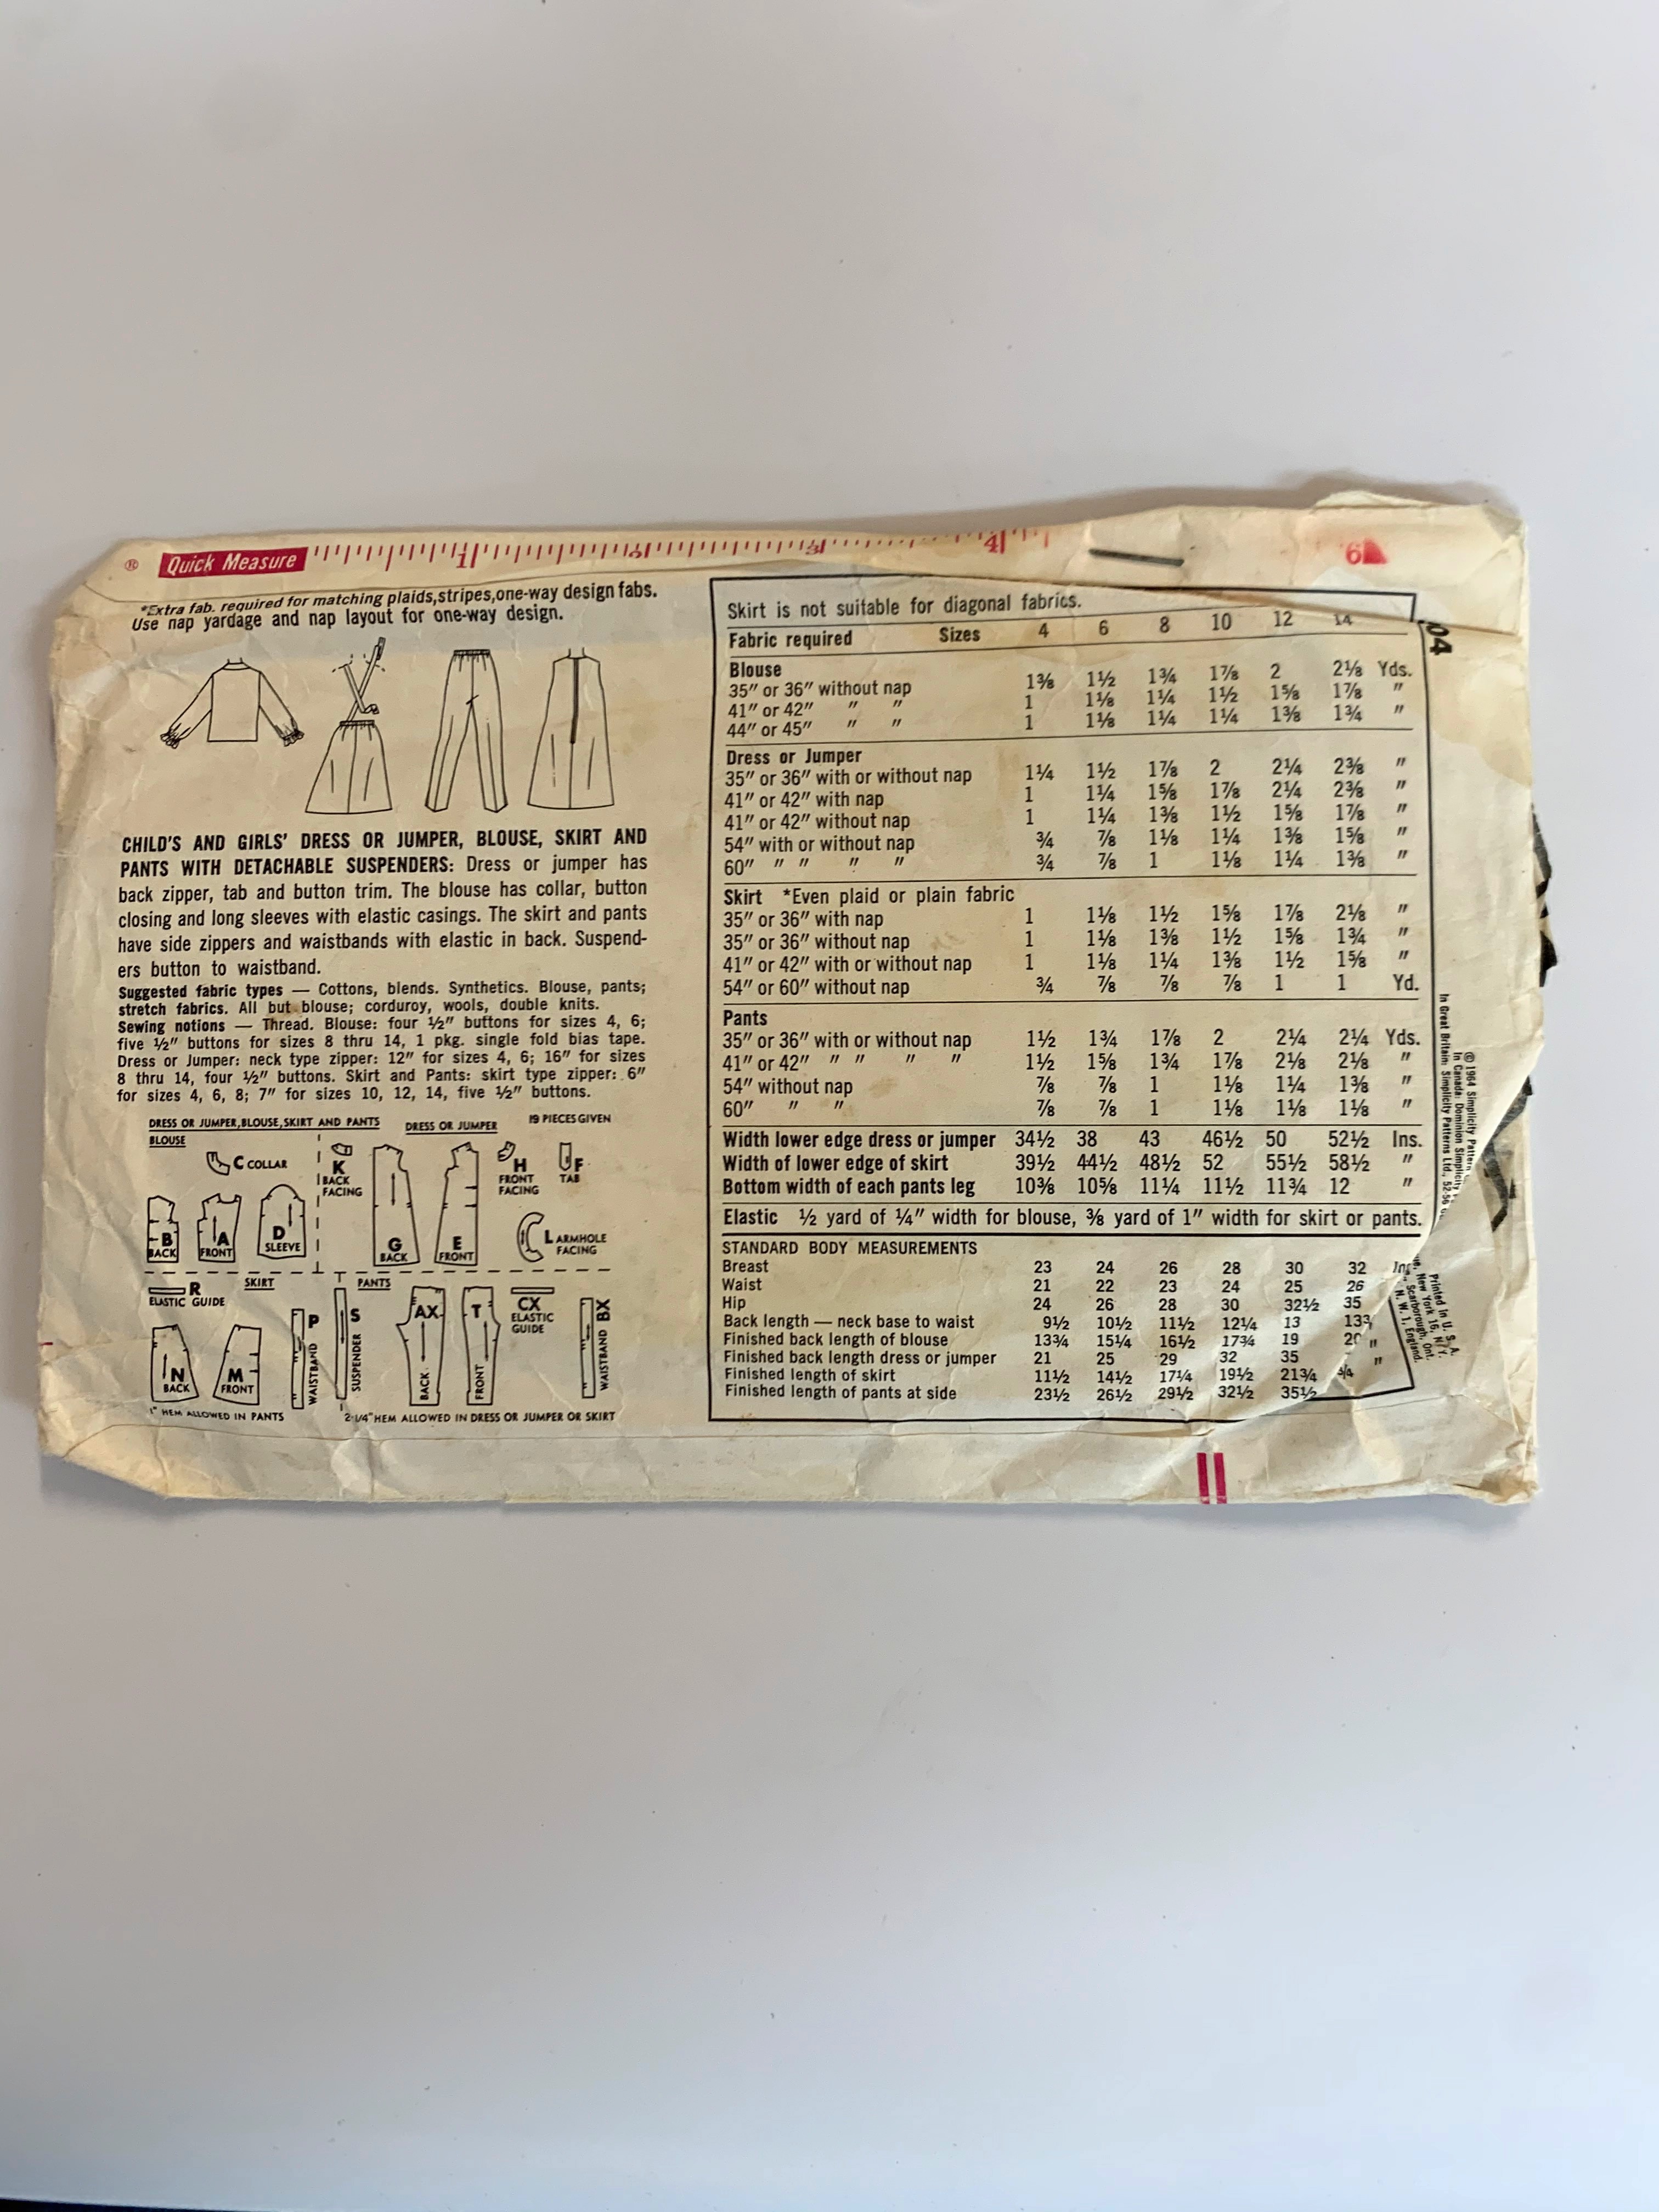 ® Quick Measure 1 2 3 4 6
*Extra fab. required for matching plaids,stripes,one-way design fabs.
Use nap yardage and nap layout for one-way design.
CHILD'S AND GIRLS' DRESS OR JUMPER, BLOUSE, SKIRT AND
PANTS WITH DETACHABLE SUSPENDERS: Dress or jumper has
back zipper, tab and button trim. The blouse has collar, button
closing and long sleeves with elastic casings. The skirt and pants
have side zippers and waistbands with elastic in back. Suspend-
ers button to waistband.
Suggested fabric types — Cottons, blends. Synthetics. Blouse, pants;
stretch fabrics. All but blouse; corduroy, wools, double knits.
Sewing notions — Thread. Blouse: four ½" buttons for sizes 4, 6;
five ½" buttons for sizes 8 thru 14, 1 pkg. single fold bias tape.
Dress or Jumper: neck type zipper: 12" for sizes 4, 6; 16" for sizes
8 thru 14, four ½" buttons. Skirt and Pants: skirt type zipper: 6"
for sizes 4, 6, 8; 7" for sizes 10, 12, 14, five ½" buttons.
DRESS OR JUMPER,BLOUSE,SKIRT AND PANTS
DRESS OR JUMPER
19 PIECES GIVEN
BLOUSE
C COLLAR
K BACK FACING
H FRONT FACING
F TAB
B BACK
A FRONT
D SLEEVE
G BACK
E FRONT
L ARMHOLE FACING
R ELASTIC GUIDE
SKIRT
PANTS
N BACK
M FRONT
P WAISTBAND
S SUSPENDER
AX BACK
T FRONT
CX ELASTIC GUIDE
WAISTBAND BX
1" HEM ALLOWED IN PANTS
2-1/4" HEM ALLOWED IN DRESS OR JUMPER OR SKIRT
Skirt is not suitable for diagonal fabrics.
Fabric required Sizes 4 6 8 10 12 14
Blouse
35" or 36" without nap 1⅜ 1½ 1¾ 1⅞ 2 2⅛ Yds.
41" or 42" " " 1 1⅛ 1¼ 1½ 1⅝ 1⅞ "
44" or 45" " " 1 1⅛ 1¼ 1¼ 1⅜ 1¾ "
Dress or Jumper
35" or 36" with or without nap 1¼ 1½ 1⅞ 2 2¼ 2⅜ "
41" or 42" with nap 1 1¼ 1⅝ 1⅞ 2¼ 2⅜ "
41" or 42" without nap 1 1¼ 1⅜ 1½ 1⅝ 1⅞ "
54" with or without nap ¾ ⅞ 1⅛ 1¼ 1⅜ 1⅝ "
60" " " " " ¾ ⅞ 1 1⅛ 1¼ 1⅜ "
Skirt *Even plaid or plain fabric
35" or 36" with nap 1 1⅛ 1½ 1⅝ 1⅞ 2⅛ "
35" or 36" without nap 1 1⅛ 1⅜ 1½ 1⅝ 1¾ "
41" or 42" with or without nap 1 1⅛ 1¼ 1⅜ 1½ 1⅝ "
54" or 60" without nap ¾ ⅞ ⅞ ⅞ 1 1 Yd.
Pants
35" or 36" with or without nap 1½ 1¾ 1⅞ 2 2¼ 2¼ Yds.
41" or 42" " " " " 1½ 1⅝ 1¾ 1⅞ 2⅛ 2⅛ "
54" without nap ⅞ ⅞ 1 1⅛ 1¼ 1⅜ "
60" " " ⅞ ⅞ 1 1⅛ 1⅛ 1⅛ "
Width lower edge dress or jumper 34½ 38 43 46½ 50 52½ Ins.
Width of lower edge of skirt 39½ 44½ 48½ 52 55½ 58½ "
Bottom width of each pants leg 10⅜ 10⅝ 11¼ 11½ 11¾ 12 "
Elastic ½ yard of ¼" width for blouse, ⅜ yard of 1" width for skirt or pants.
STANDARD BODY MEASUREMENTS
Breast 23 24 26 28 30 32
Waist 21 22 23 24 25 26
Hip 24 26 28 30 32½ 35
Back length — neck base to waist 9½ 10½ 11½ 12¼ 13
Finished back length of blouse 13¾ 15¼ 16½ 17¾ 19 "
Finished back length dress or jumper 21 25 29 32 35 "
Finished length of skirt 11½ 14½ 17¼ 19½ 21¾
Finished length of pants at side 23½ 26½ 29½ 32½ 35½
04
© 1964 Simplicity Pattern
In Canada: Dominion Simplicity
In Great Britain: Simplicity Patterns Ltd., 52-56
Printed in U. S. A.
New York 16, N. Y.
Scarborough, Ont.
N. W. 1, England.